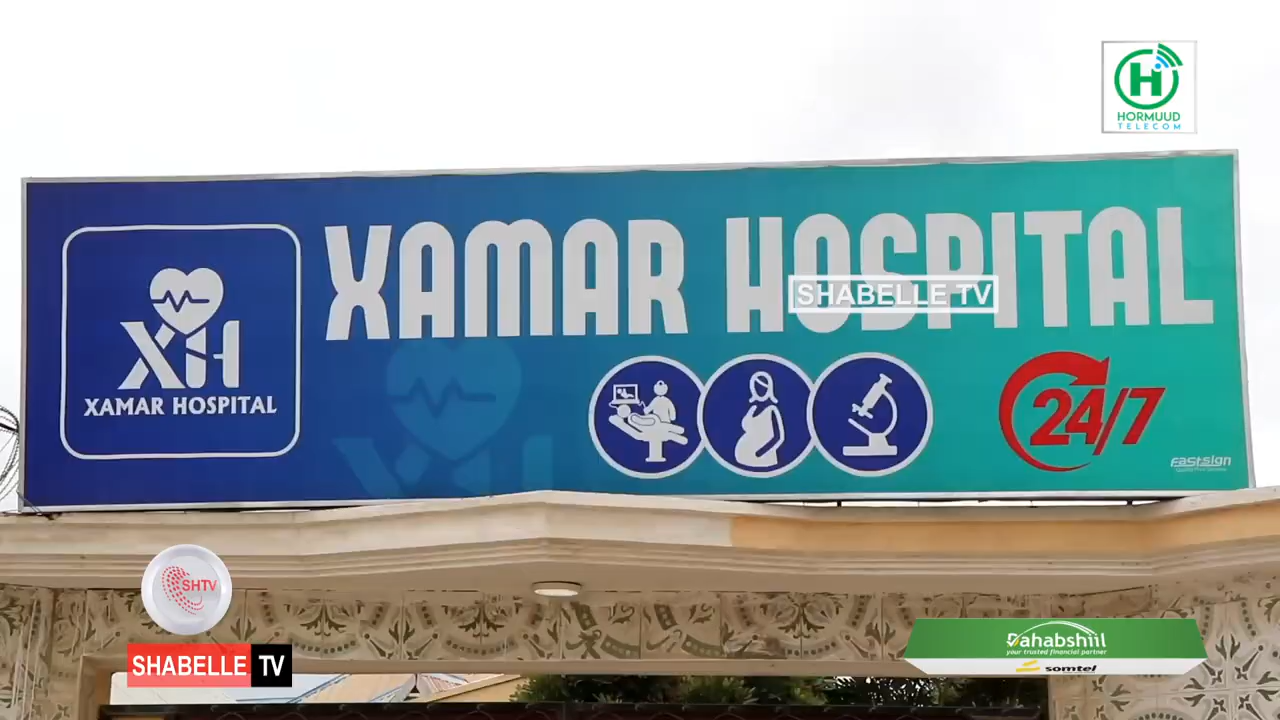 HORMUUD
TELECOM
XAMAR HOSPITAL
SHABELLE TV
XH
XAMAR HOSPITAL
24/7
fastsign
SHTV
SHABELLE TV
Dahabshiil
your trusted financial partner
somtel